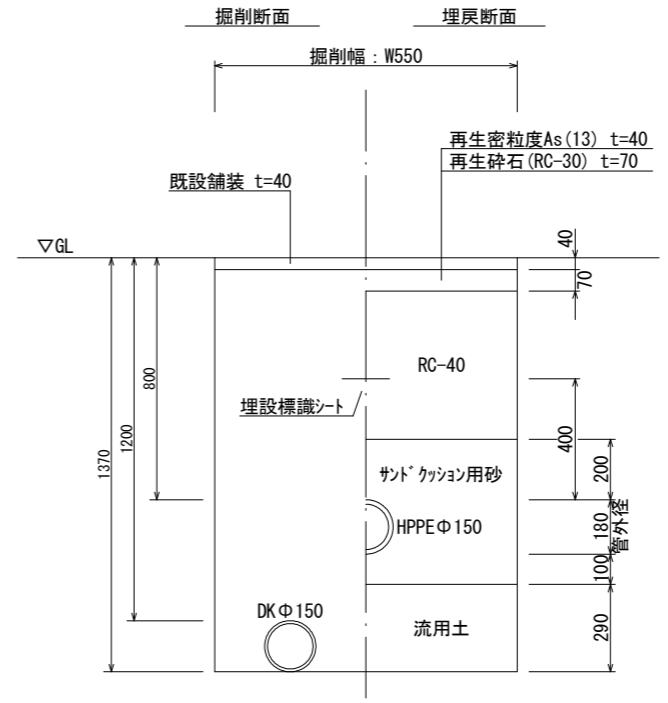 掘削断面
埋戻断面
掘削幅：W550
再生密粒度As(13) t=40
再生砕石(RC-30) t=70
既設舗装 t=40
▽GL
40
70
800
1200
1370
RC-40
埋設標識シート
400
サンドクッション用砂
200
HPPEΦ150
180
管外径
100
DKΦ150
流用土
290